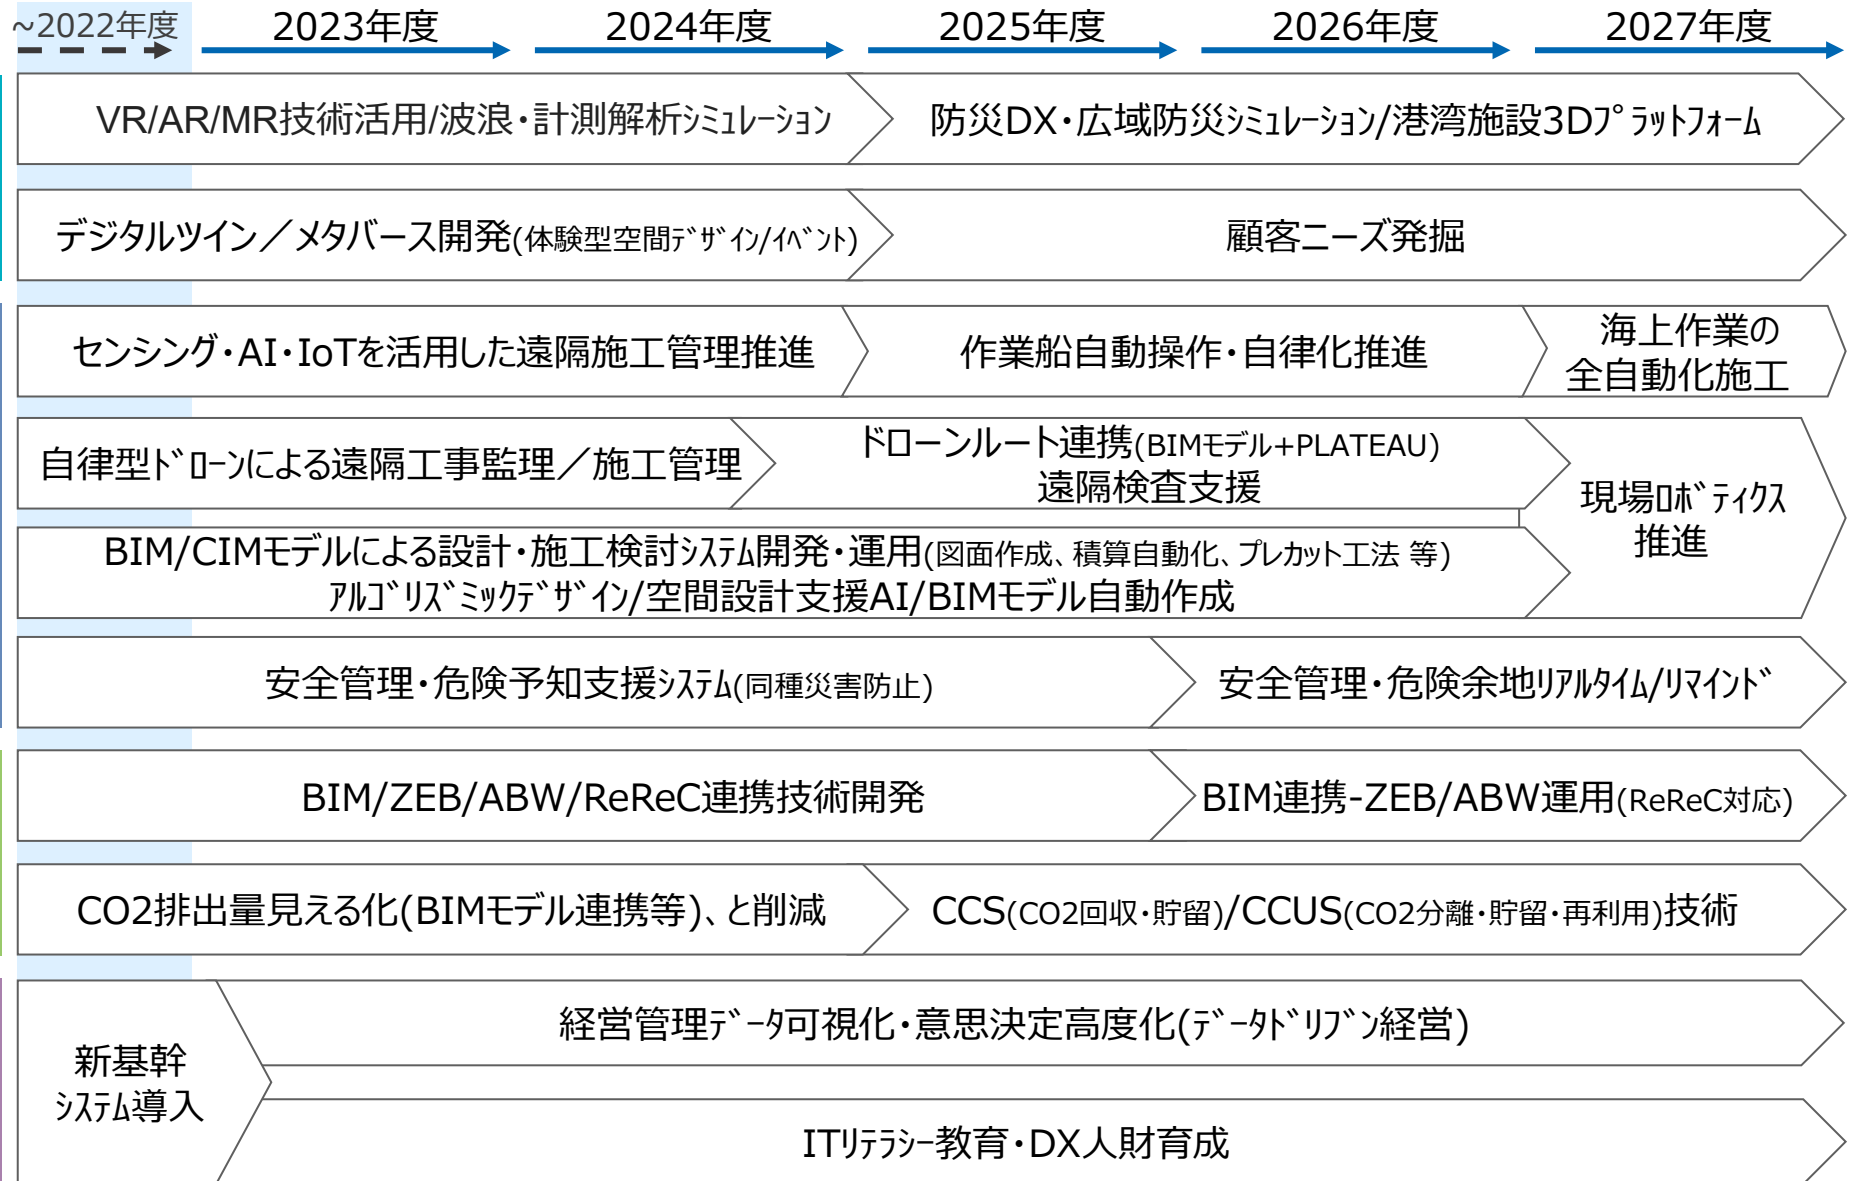 ~2022年度
2023年度
2024年度
2025年度
2026年度
2027年度
VR/AR/MR技術活用/波浪・計測解析ｼﾐｭﾚｰｼｮﾝ
防災DX・広域防災ｼﾐｭﾚｰｼｮﾝ/港湾施設3Dﾌﾟﾗｯﾄﾌｫｰﾑ
デジタルツイン／メタバース開発(体験型空間ﾃﾞｻﾞｲﾝ/ｲﾍﾞﾝﾄ)
顧客ニーズ発掘
センシング・AI・IoTを活用した遠隔施工管理推進
作業船自動操作・自律化推進
海上作業の
全自動化施工
自律型ﾄﾞﾛｰﾝによる遠隔工事監理／施工管理
ドローンルート連携(BIMモデル+PLATEAU)
遠隔検査支援
現場ﾛﾎﾞﾃｨｸｽ
推進
BIM/CIMモデルによる設計・施工検討ｼｽﾃﾑ開発・運用(図面作成、積算自動化、プレカット工法 等)
ｱﾙｺﾞﾘｽﾞﾐｯｸﾃﾞｻﾞｲﾝ/空間設計支援AI/BIMモデル自動作成
安全管理・危険予知支援ｼｽﾃﾑ(同種災害防止)
安全管理・危険余地ﾘｱﾙﾀｲﾑ/ﾘﾏｲﾝﾄﾞ
BIM/ZEB/ABW/ReReC連携技術開発
BIM連携-ZEB/ABW運用(ReReC対応)
CO2排出量見える化(BIMモデル連携等)、と削減
CCS(CO2回収・貯留)/CCUS(CO2分離・貯留・再利用)技術
新基幹
ｼｽﾃﾑ導入
経営管理ﾃﾞｰﾀ可視化・意思決定高度化(ﾃﾞｰﾀﾄﾞﾘﾌﾞﾝ経営)
ITﾘﾃﾗｼｰ教育・DX人財育成